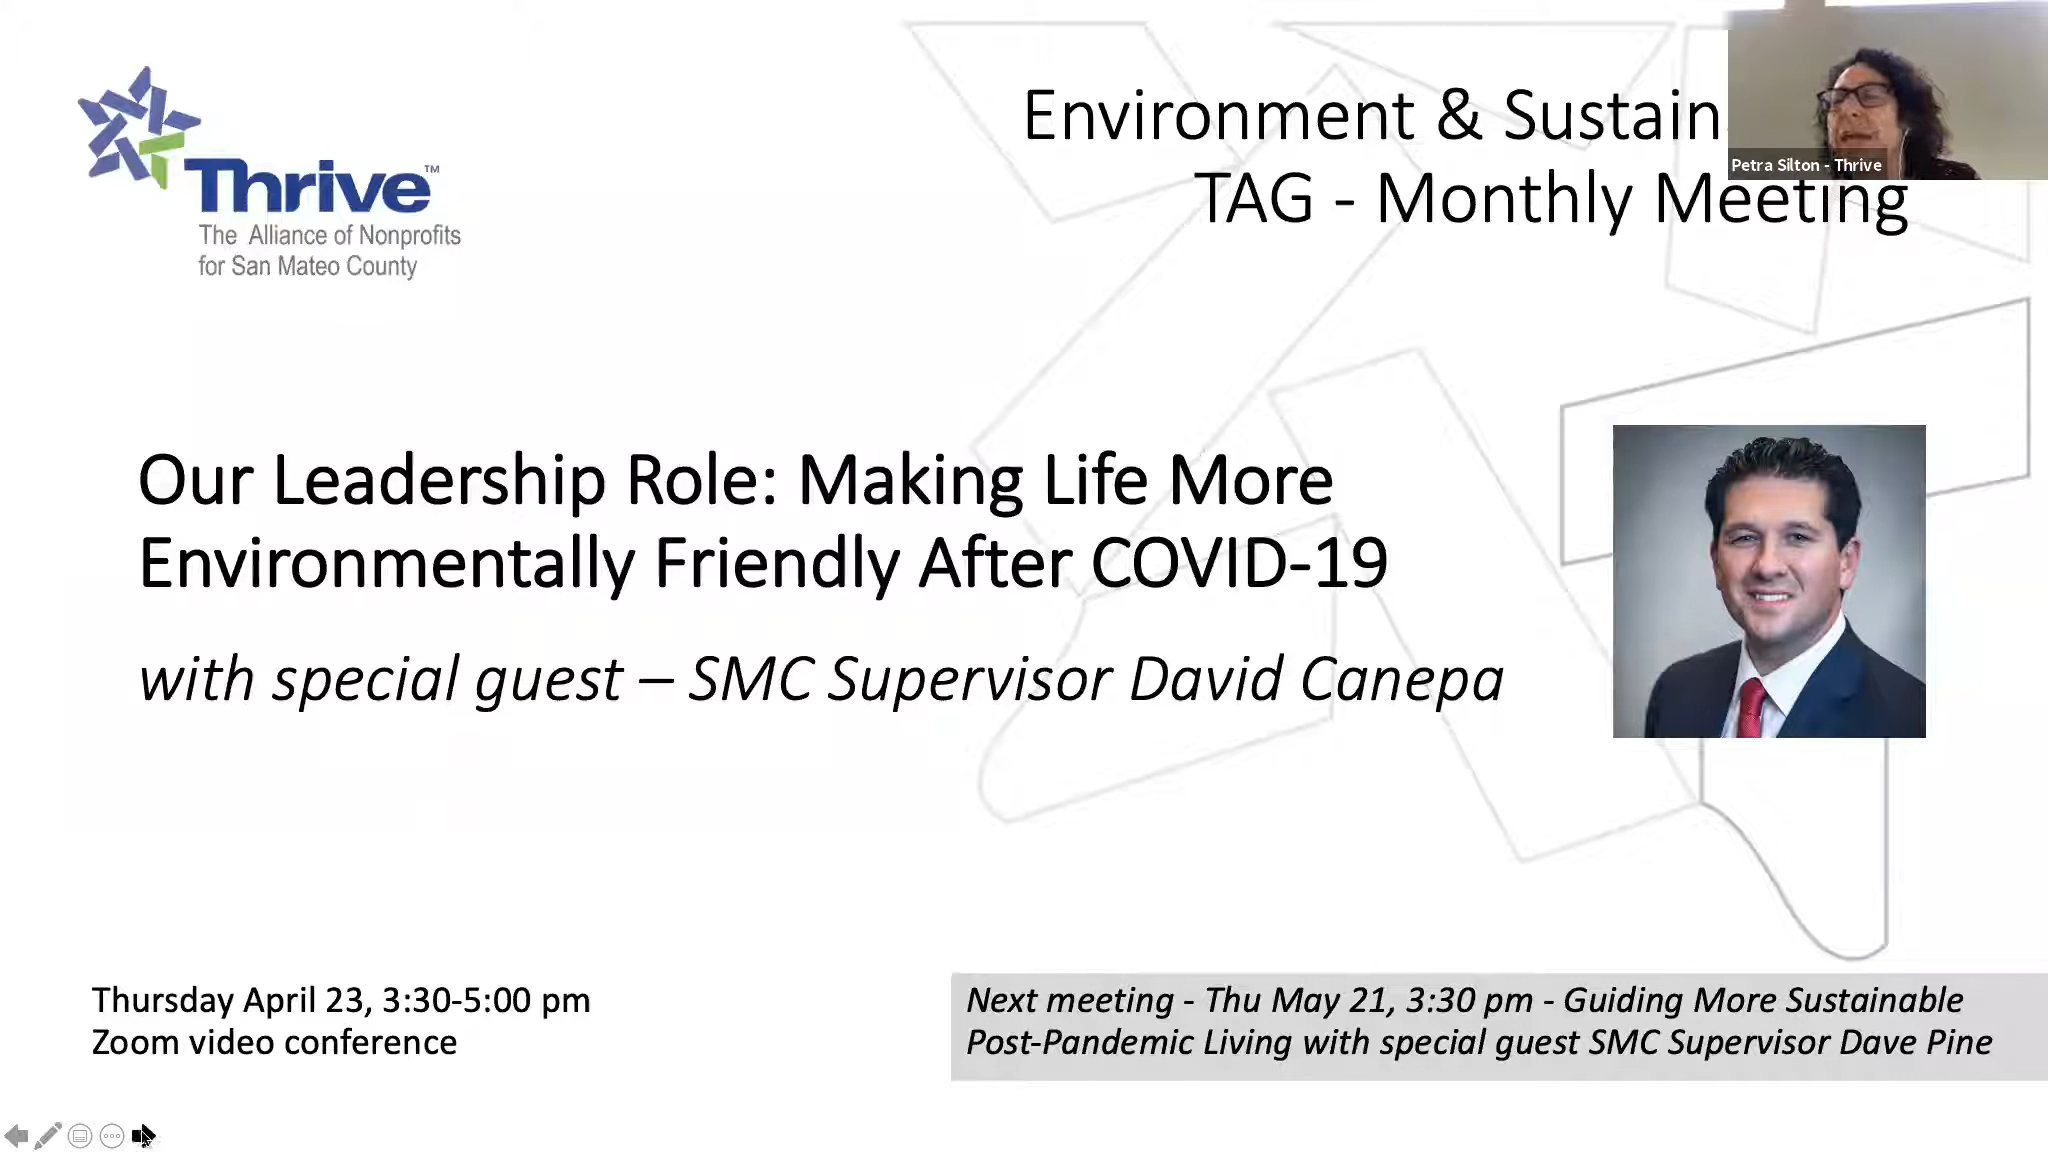 Thrive™
The Alliance of Nonprofits
for San Mateo County
Environment & Sustain
TAG - Monthly Meeting
Petra Silton - Thrive
Our Leadership Role: Making Life More
Environmentally Friendly After COVID-19
with special guest – SMC Supervisor David Canepa
Thursday April 23, 3:30-5:00 pm
Zoom video conference
Next meeting - Thu May 21, 3:30 pm - Guiding More Sustainable
Post-Pandemic Living with special guest SMC Supervisor Dave Pine